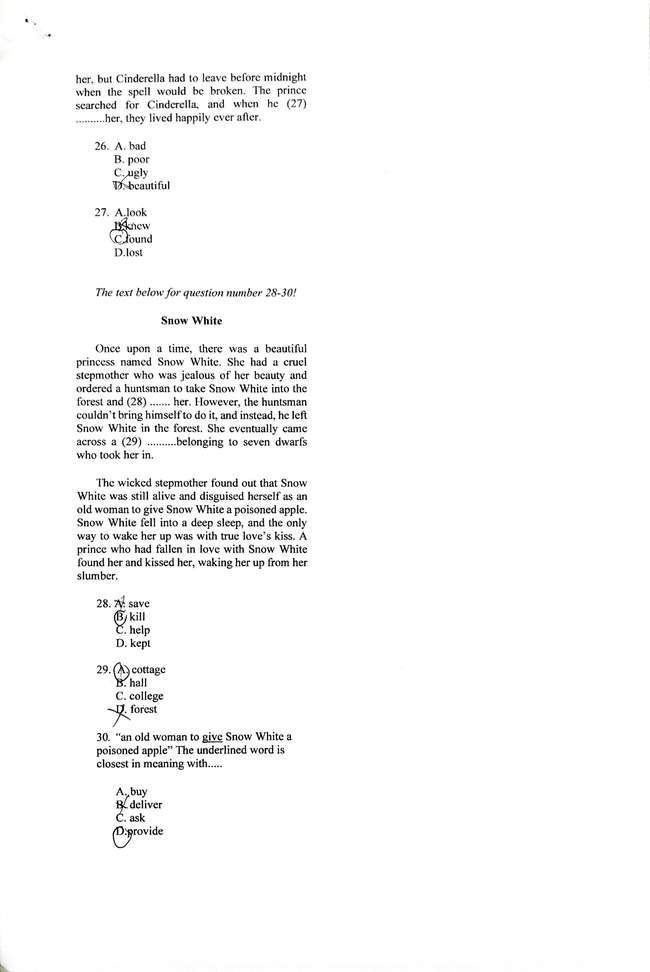 her, but Cinderella had to leave before midnight
when the spell would be broken. The prince
searched for Cinderella, and when he (27)
..........her, they lived happily ever after.
26. A. bad
B. poor
C. ugly
D. beautiful
27. A.look
B.knew
C.found
D.lost
The text below for question number 28-30!
Snow White
Once upon a time, there was a beautiful
princess named Snow White. She had a cruel
stepmother who was jealous of her beauty and
ordered a huntsman to take Snow White into the
forest and (28) ....... her. However, the huntsman
couldn't bring himself to do it, and instead, he left
Snow White in the forest. She eventually came
across a (29) ..........belonging to seven dwarfs
who took her in.
The wicked stepmother found out that Snow
White was still alive and disguised herself as an
old woman to give Snow White a poisoned apple.
Snow White fell into a deep sleep, and the only
way to wake her up was with true love's kiss. A
prince who had fallen in love with Snow White
found her and kissed her, waking her up from her
slumber.
28. A. save
B. kill
C. help
D. kept
29. A. cottage
B. hall
C. college
D. forest
30. "an old woman to give Snow White a
poisoned apple" The underlined word is
closest in meaning with.....
A. buy
B. deliver
C. ask
D.provide